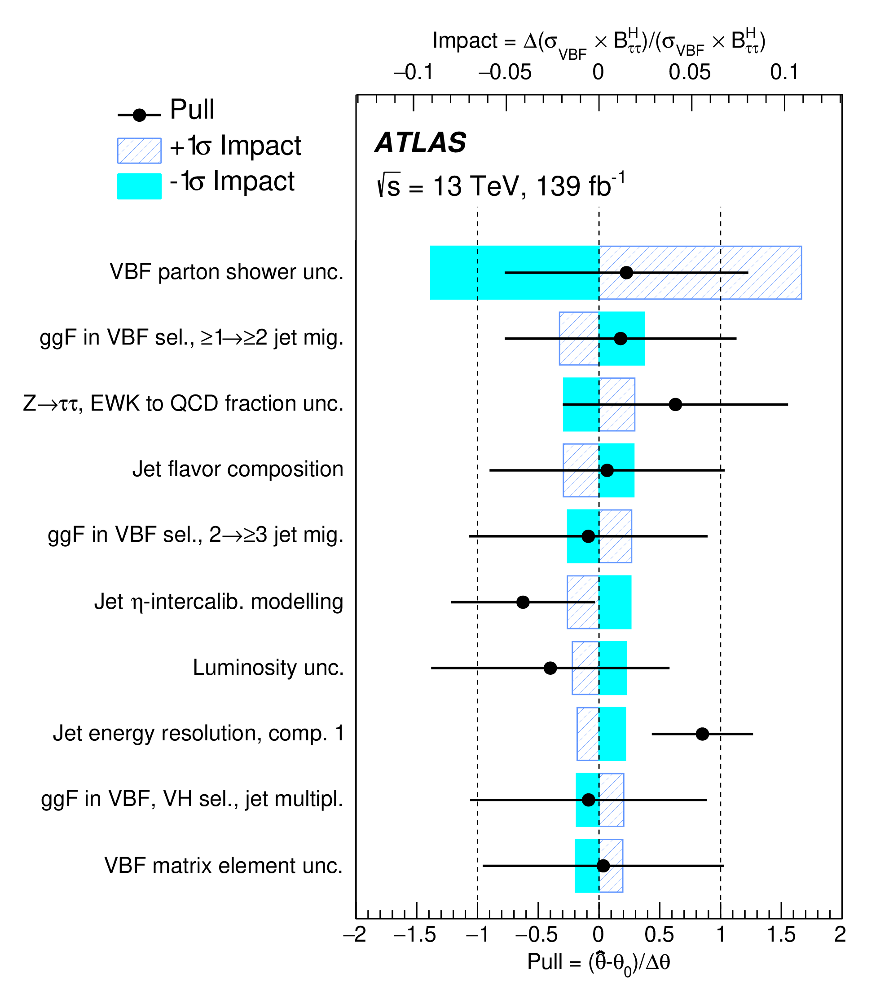 Impact = Δ(σ_VBF × B^H_ττ)/(σ_VBF × B^H_ττ)
−0.1 −0.05 0 0.05 0.1
Pull
+1σ Impact
-1σ Impact
ATLAS
√s = 13 TeV, 139 fb⁻¹
VBF parton shower unc.
ggF in VBF sel., ≥1→≥2 jet mig.
Z→ττ, EWK to QCD fraction unc.
Jet flavor composition
ggF in VBF sel., 2→≥3 jet mig.
Jet η-intercalib. modelling
Luminosity unc.
Jet energy resolution, comp. 1
ggF in VBF, VH sel., jet multipl.
VBF matrix element unc.
−2 −1.5 −1 −0.5 0 0.5 1 1.5 2
Pull = (θ̂-θ₀)/Δθ